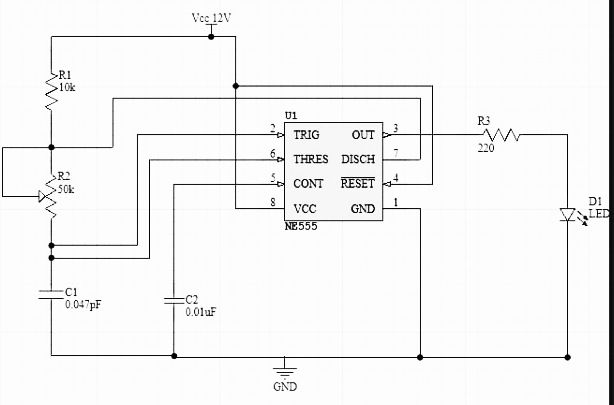 Vcc 12V
R1
10k
R2
50k
C1
0.047pF
C2
0.01uF
U1
2 TRIG OUT 3
6 THRES DISCH 7
5 CONT RESET 4
8 VCC GND 1
NE555
R3
220
D1
LED
GND